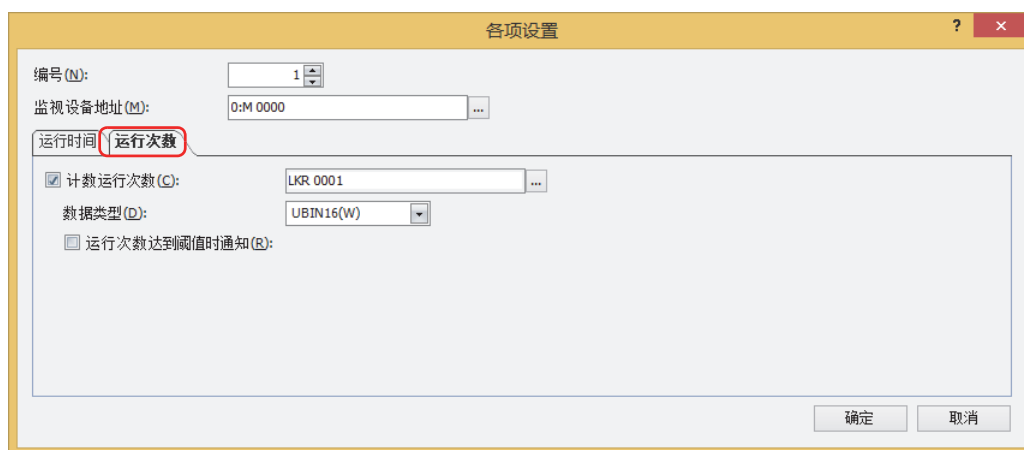 各项设置
? ×
编号(N): 1
监视设备地址(M): 0:M 0000 ...
运行时间 运行次数
计数运行次数(C): LKR 0001 ...
数据类型(D): UBIN16(W)
运行次数达到阈值时通知(R):
确定 取消